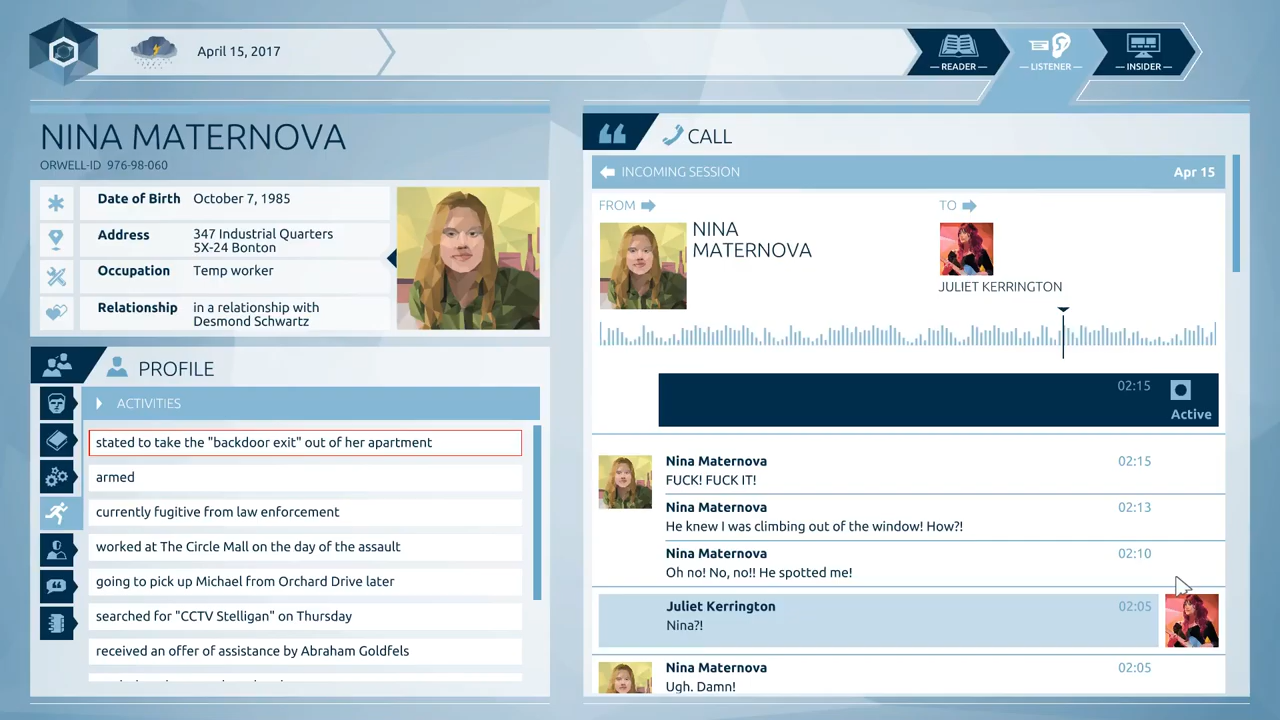 April 15, 2017
— READER —
— LISTENER —
— INSIDER —
NINA MATERNOVA
ORWELL-ID 976-98-060
Date of Birth October 7, 1985
Address 347 Industrial Quarters
5X-24 Bonton
Occupation Temp worker
Relationship in a relationship with
Desmond Schwartz
PROFILE
ACTIVITIES
stated to take the "backdoor exit" out of her apartment
armed
currently fugitive from law enforcement
worked at The Circle Mall on the day of the assault
going to pick up Michael from Orchard Drive later
searched for "CCTV Stelligan" on Thursday
received an offer of assistance by Abraham Goldfels
CALL
INCOMING SESSION Apr 15
FROM
NINA
MATERNOVA
TO
JULIET KERRINGTON
02:15
Active
Nina Maternova 02:15
FUCK! FUCK IT!
Nina Maternova 02:13
He knew I was climbing out of the window! How?!
Nina Maternova 02:10
Oh no! No, no!! He spotted me!
Juliet Kerrington 02:05
Nina?!
Nina Maternova 02:05
Ugh. Damn!